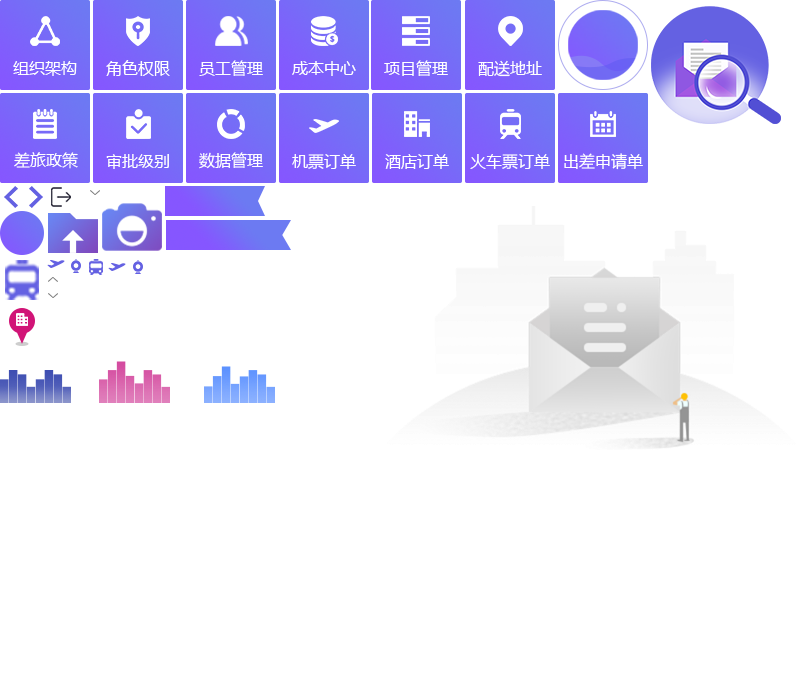 组织架构
角色权限
员工管理
成本中心
项目管理
配送地址
差旅政策
审批级别
数据管理
机票订单
酒店订单
火车票订单
出差申请单